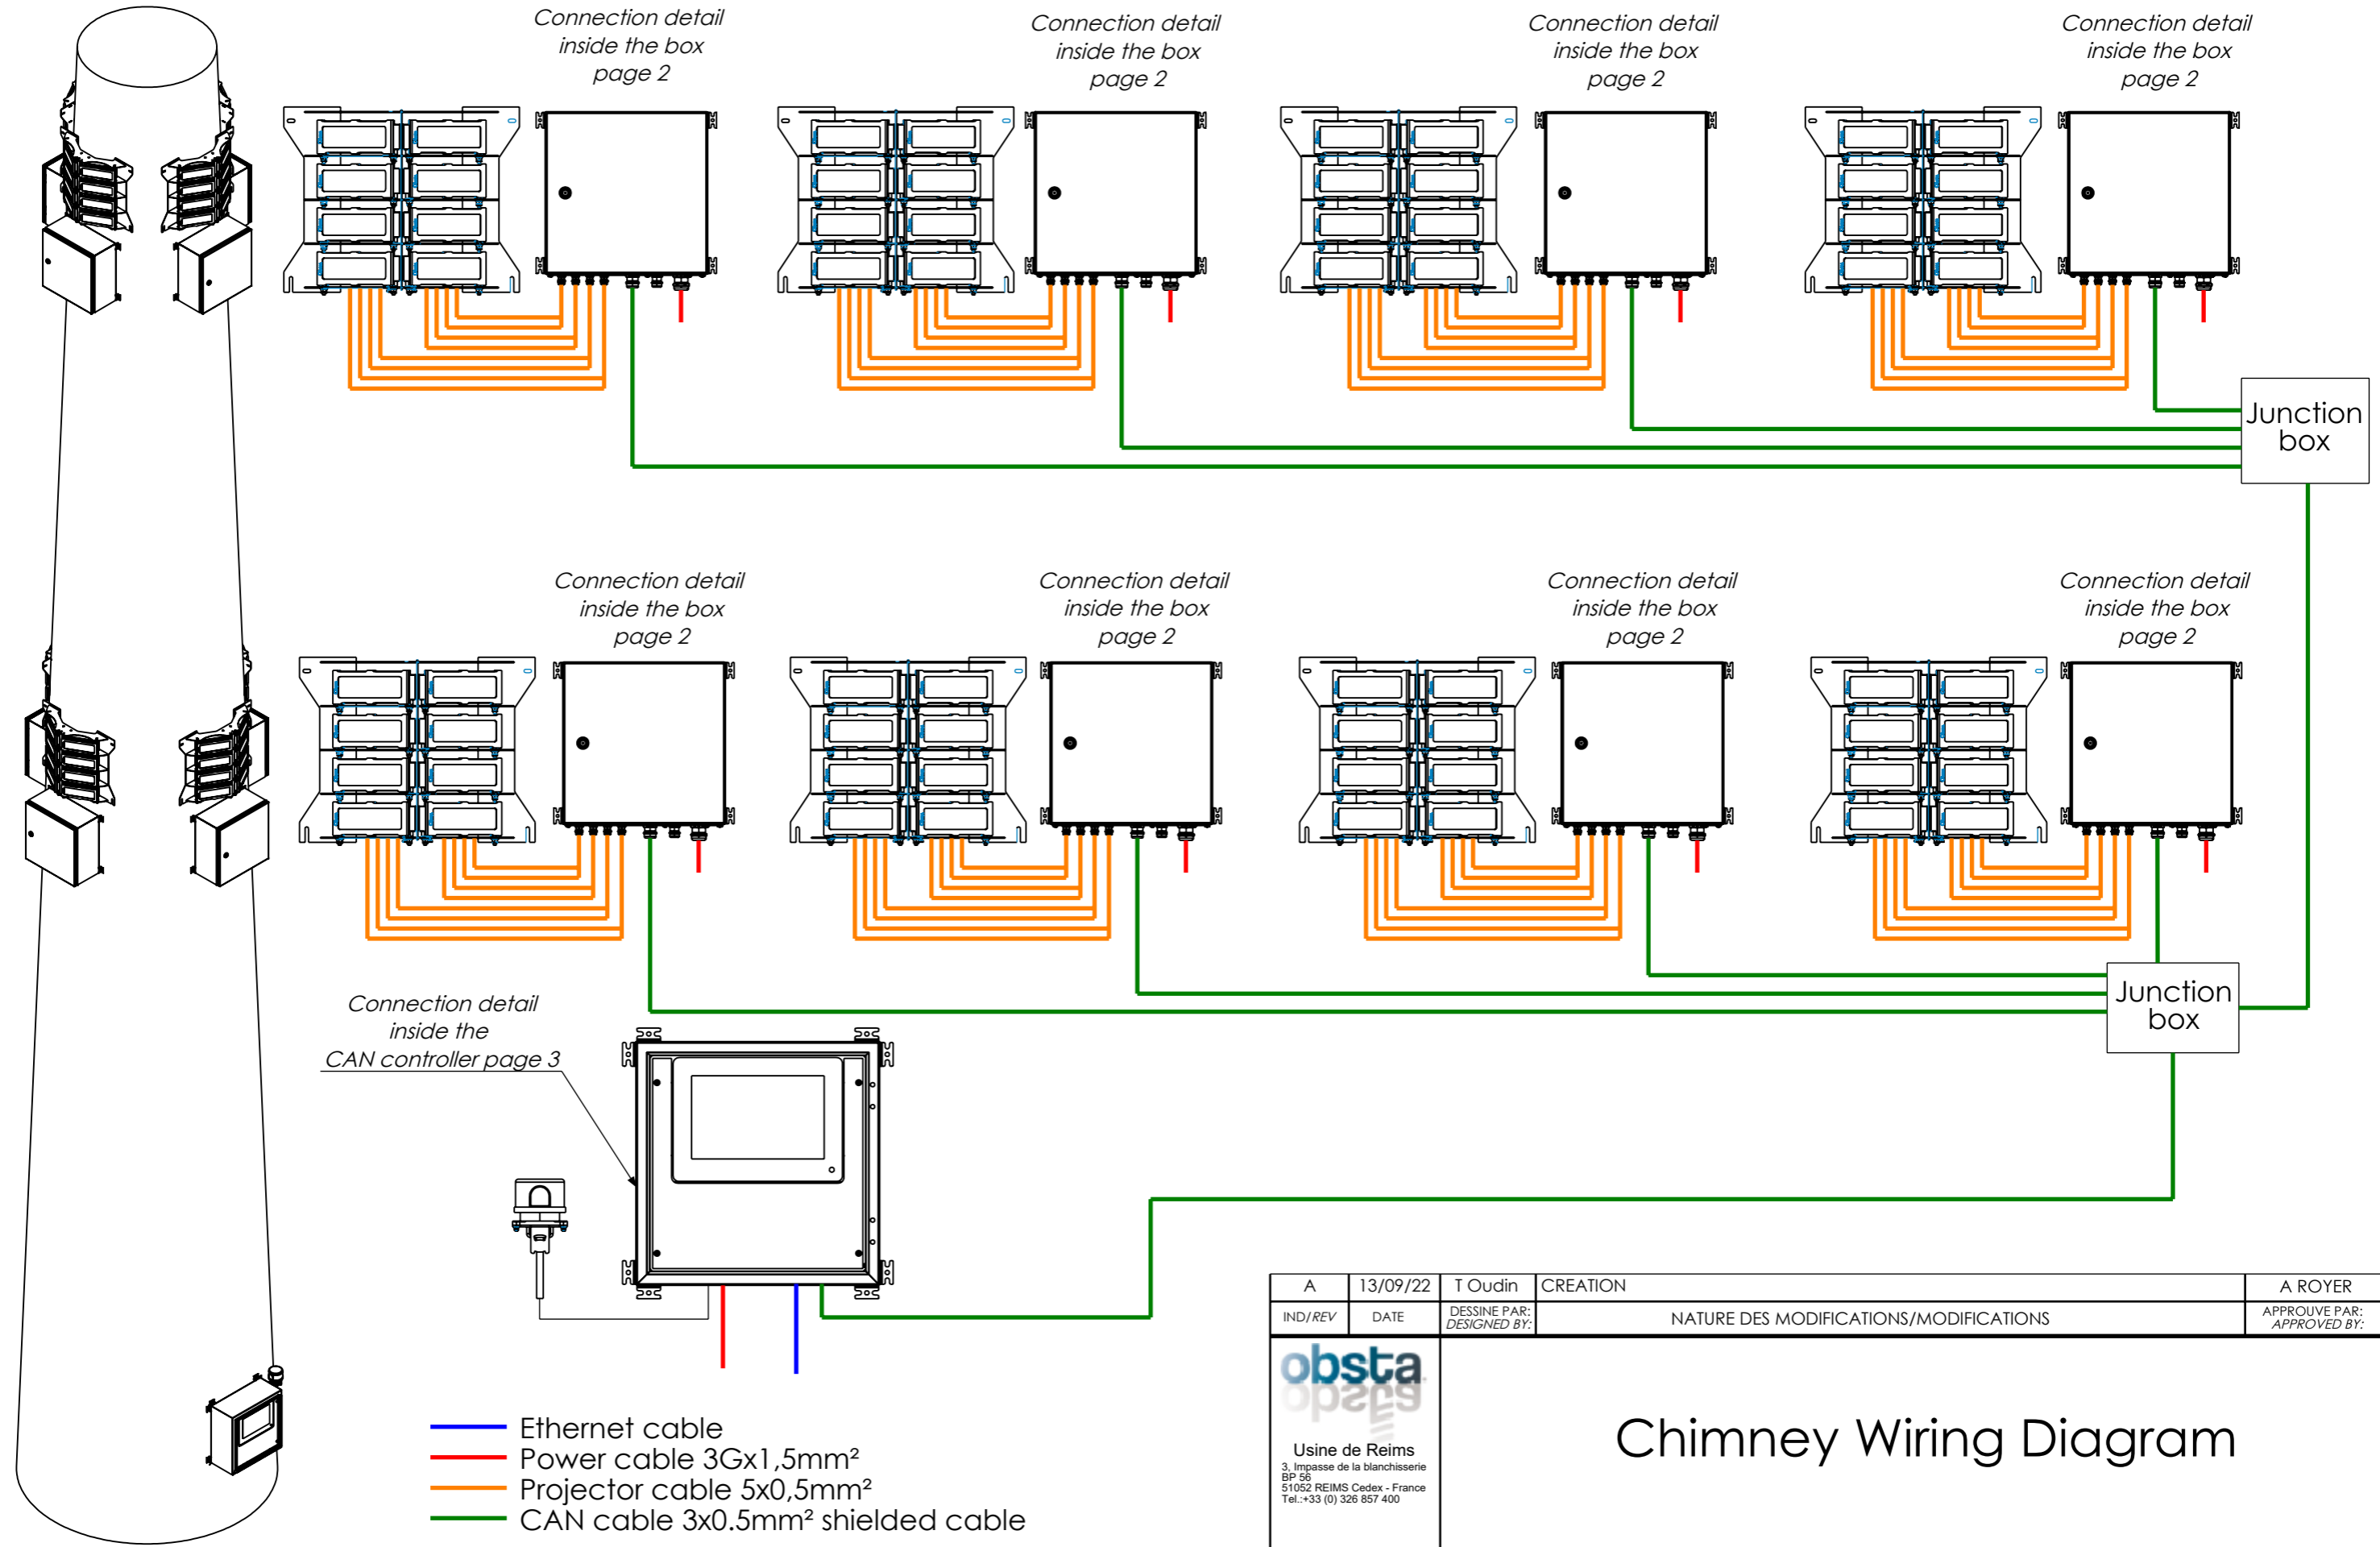 Connection detail
inside the box
page 2
Connection detail
inside the box
page 2
Connection detail
inside the box
page 2
Connection detail
inside the box
page 2
Junction
box
Connection detail
inside the box
page 2
Connection detail
inside the box
page 2
Connection detail
inside the box
page 2
Connection detail
inside the box
page 2
Junction
box
Connection detail
inside the
CAN controller page 3
Ethernet cable
Power cable 3Gx1,5mm²
Projector cable 5x0,5mm²
CAN cable 3x0.5mm² shielded cable
A 13/09/22 T Oudin CREATION A ROYER
IND/REV DATE DESSINE PAR: NATURE DES MODIFICATIONS/MODIFICATIONS APPROUVE PAR:
DESIGNED BY: APPROVED BY:
obsta
Usine de Reims
3, Impasse de la blanchisserie
BP 56
51052 REIMS Cedex - France
Tel.:+33 (0) 326 857 400
Chimney Wiring Diagram